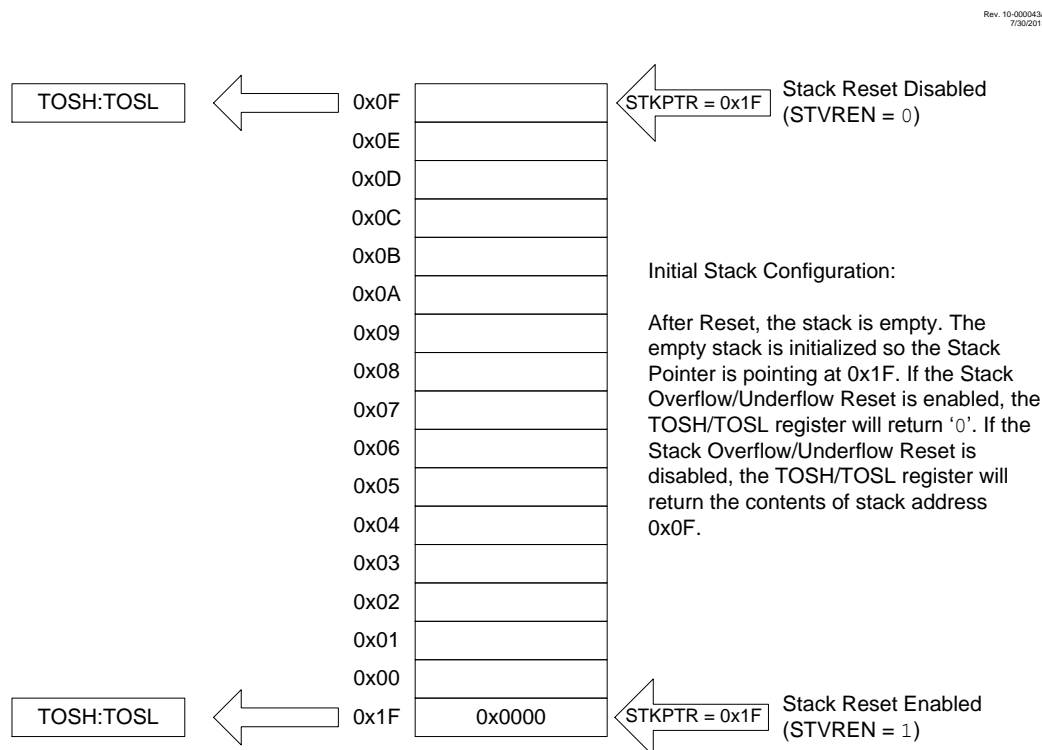 Rev. 10-000043
7/30/201
TOSH:TOSL
0x0F
STKPTR = 0x1F
Stack Reset Disabled
(STVREN = 0)
0x0E
0x0D
0x0C
0x0B
0x0A
0x09
0x08
0x07
0x06
0x05
0x04
0x03
0x02
0x01
0x00
Initial Stack Configuration:
After Reset, the stack is empty. The
empty stack is initialized so the Stack
Pointer is pointing at 0x1F. If the Stack
Overflow/Underflow Reset is enabled, the
TOSH/TOSL register will return ‘0’. If the
Stack Overflow/Underflow Reset is
disabled, the TOSH/TOSL register will
return the contents of stack address
0x0F.
TOSH:TOSL
0x1F
0x0000
STKPTR = 0x1F
Stack Reset Enabled
(STVREN = 1)